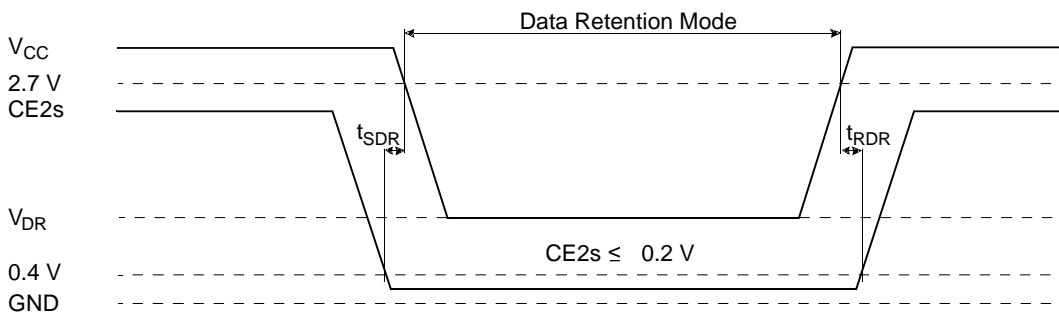 Data Retention Mode
VCC
2.7 V
CE2s
tSDR
tRDR
VDR
CE2s ≤ 0.2 V
0.4 V
GND